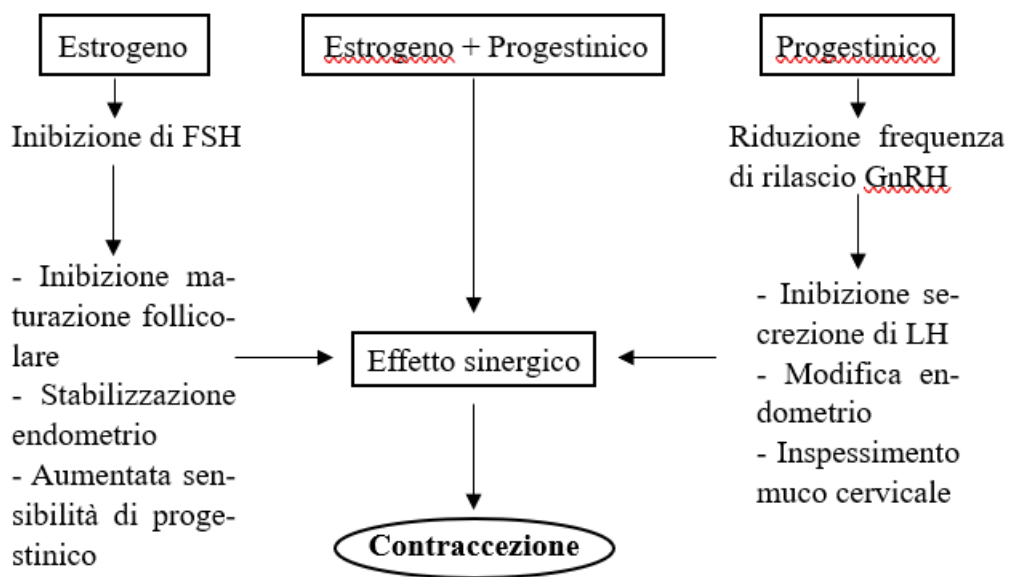 Estrogeno
Estrogeno + Progestinico
Progestinico
Inibizione di FSH
Riduzione frequenza
di rilascio GnRH
- Inibizione ma-
turazione follico-
lare
- Stabilizzazione
endometrio
- Aumentata sen-
sibilità di proge-
stinico
Effetto sinergico
- Inibizione se-
crezione di LH
- Modifica en-
dometrio
- Inspessimento
muco cervicale
Contraccezione